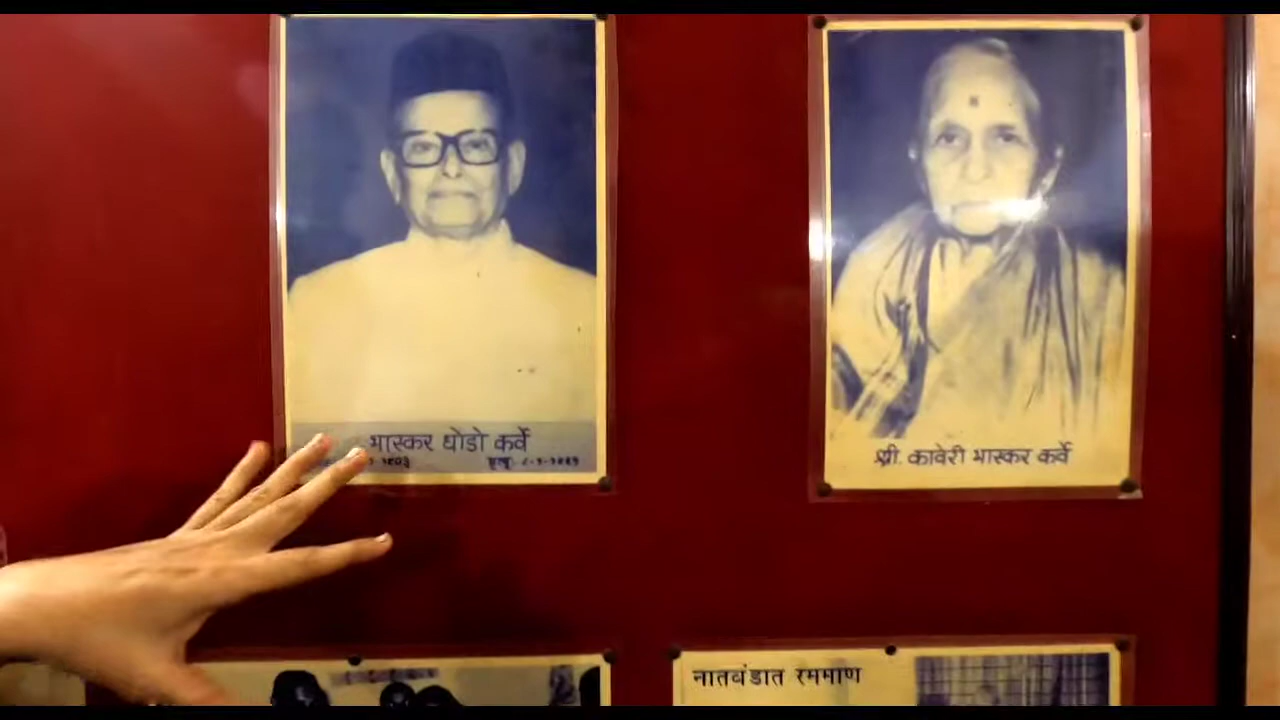 भास्कर धोंडो कर्वे
मृत्यु
श्री. कावेरी भास्कर कर्वे
नातवंडात रममाण